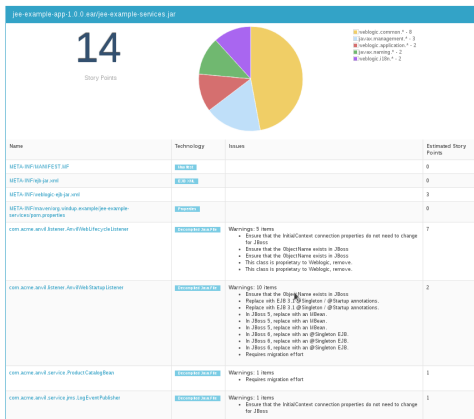 jee-example-app-1.0.0.ear/jee-example-services.jar
14
Story Points
weblogic.common.* - 8
javax.management.* - 3
weblogic.application.* - 2
javax.naming.* - 2
weblogic.i18n.* - 2
Name Technology Issues Estimated Story Points
META-INF/MANIFEST.MF Manifest 0
META-INF/ejb-jar.xml 0
META-INF/weblogic-ejb-jar.xml 3
META-INF/maven/org.windup.example/jee-example-
services/pom.properties Properties 0
com.acme.anvil.listener.AnvilWebLifecycleListener Decompiled Java File Warnings: 5 items 7
Ensure that the InitialContext connection properties do not need to change
for JBoss
Ensure that the ObjectName exists in JBoss
Ensure that the ObjectName exists in JBoss
This class is proprietary to Weblogic, remove.
This class is proprietary to Weblogic, remove.
com.acme.anvil.listener.AnvilWebStartupListener Decompiled Java File Warnings: 10 items 2
Ensure that the ObjectName exists in JBoss
Replace with EJB 3.1 @Singleton / @Startup annotations.
Replace with EJB 3.1 @Singleton / @Startup annotations.
In JBoss 5, replace with an MBean.
In JBoss 5, replace with an MBean.
In JBoss 5, replace with an MBean.
In JBoss 6, replace with an @Singleton EJB.
In JBoss 6, replace with an @Singleton EJB.
In JBoss 6, replace with an @Singleton EJB.
Requires migration effort
com.acme.anvil.service.ProductCatalogBean Decompiled Java File Warnings: 1 items 1
Requires migration effort
com.acme.anvil.service.jms.LogEventPublisher Decompiled Java File Warnings: 1 items 1
Ensure that the InitialContext connection properties do not need to change
for JBoss